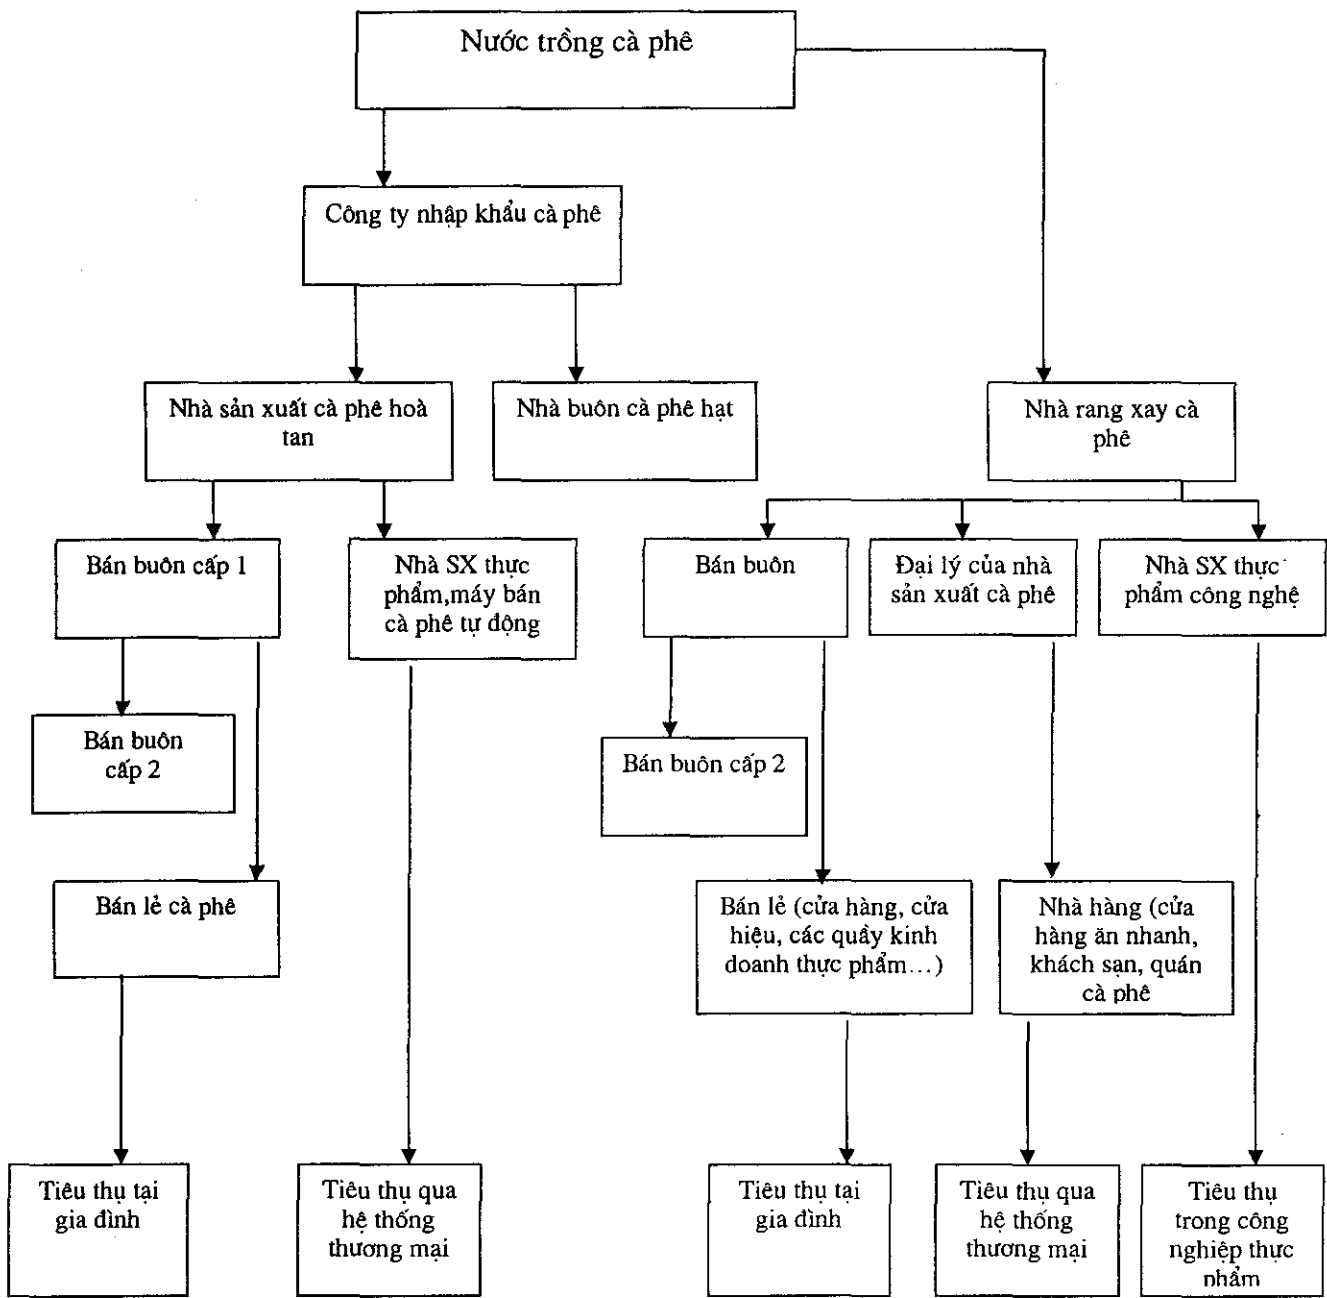 Nước trồng cà phê
Công ty nhập khẩu cà phê
Nhà sản xuất cà phê hoà
tan
Nhà buôn cà phê hạt
Nhà rang xay cà
phê
Bán buôn cấp 1
Nhà SX thực
phẩm,máy bán
cà phê tự động
Bán buôn
Đại lý của nhà
sản xuất cà phê
Nhà SX thực
phẩm công nghệ
Bán buôn
cấp 2
Bán buôn cấp 2
Bán lẻ cà phê
Bán lẻ (cửa hàng, cửa
hiệu, các quầy kinh
doanh thực phẩm...)
Nhà hàng (cửa
hàng ăn nhanh,
khách sạn, quán
cà phê
Tiêu thụ tại
gia đình
Tiêu thụ qua
hệ thống
thương mại
Tiêu thụ tại
gia đình
Tiêu thụ qua
hệ thống
thương mại
Tiêu thụ
trong công
nghiệp thực
phẩm